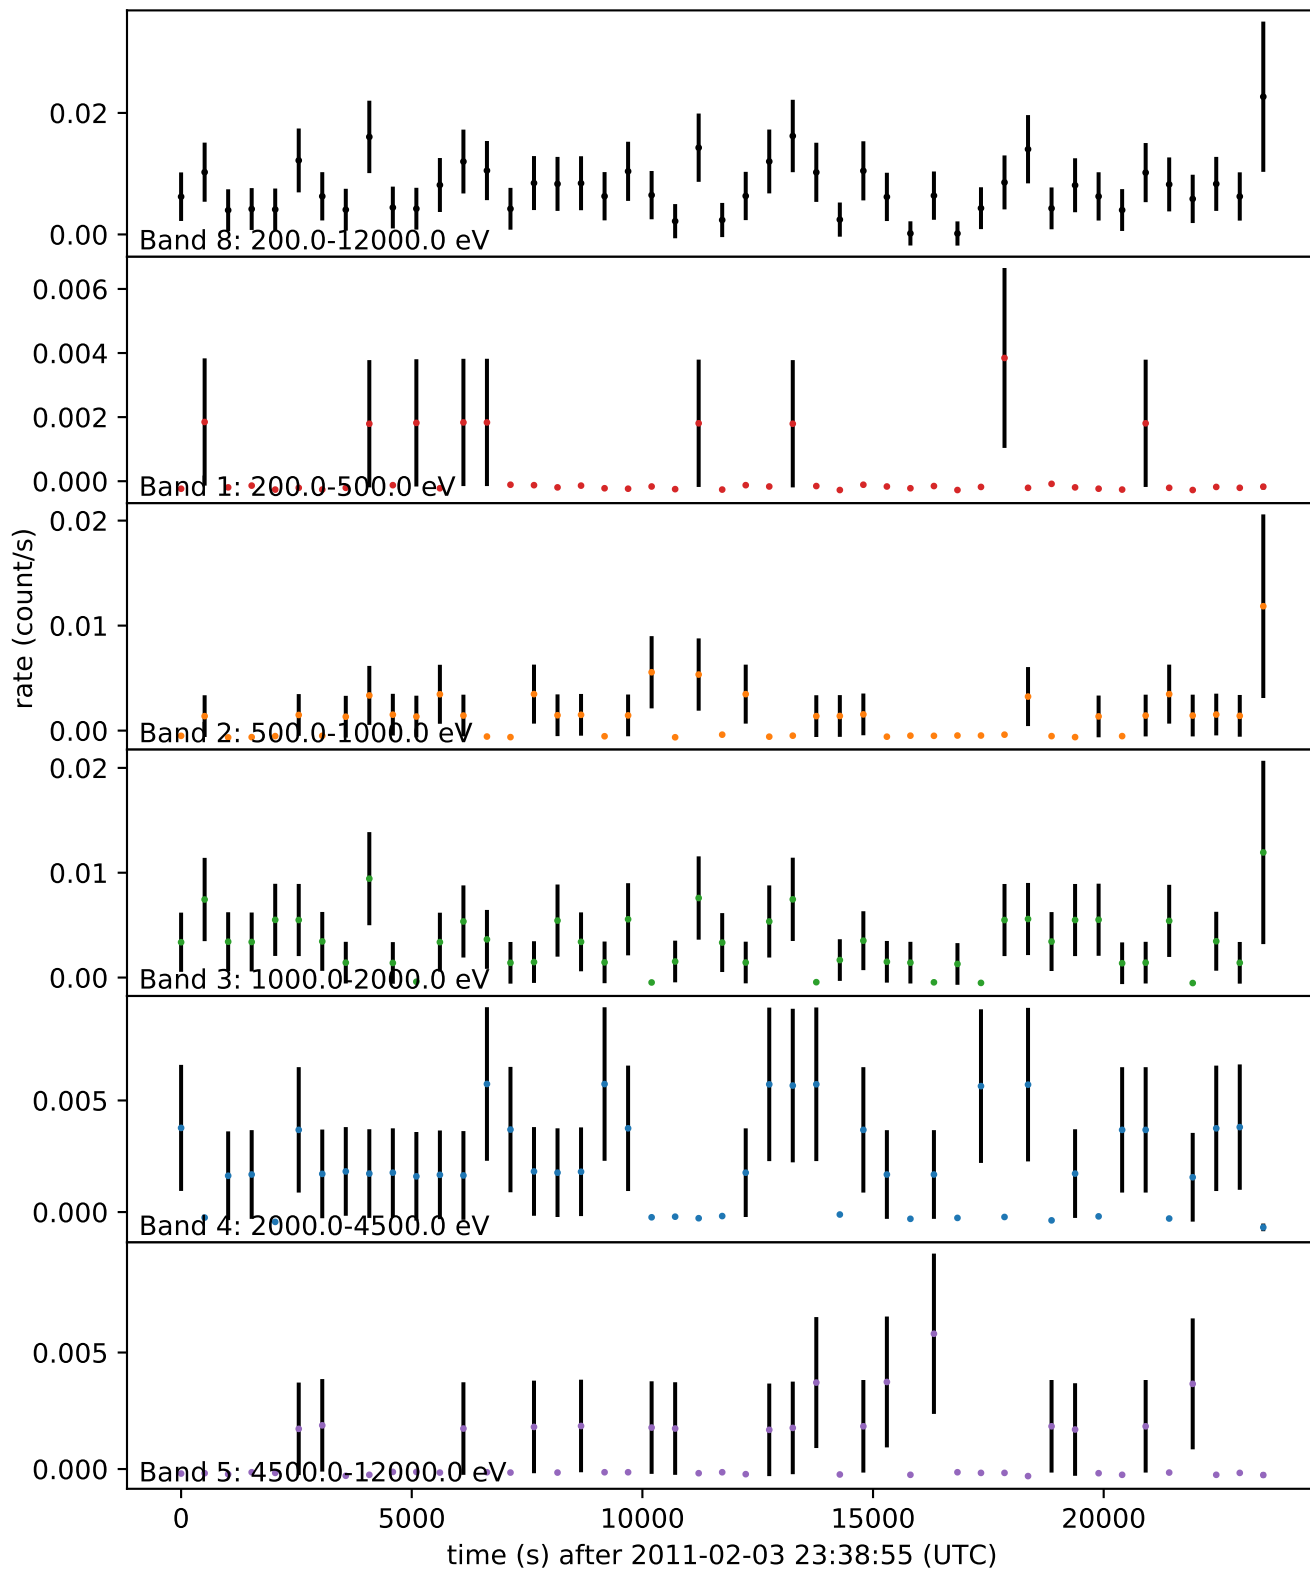 0.02
0.00
Band 8: 200.0-12000.0 eV
0.006
0.004
0.002
0.000
Band 1: 200.0-500.0 eV
0.02
0.01
0.00
Band 2: 500.0-1000.0 eV
rate (count/s)
0.02
0.01
0.00
Band 3: 1000.0-2000.0 eV
0.005
0.000
Band 4: 2000.0-4500.0 eV
0.005
0.000
Band 5: 4500.0-12000.0 eV
0 5000 10000 15000 20000
time (s) after 2011-02-03 23:38:55 (UTC)